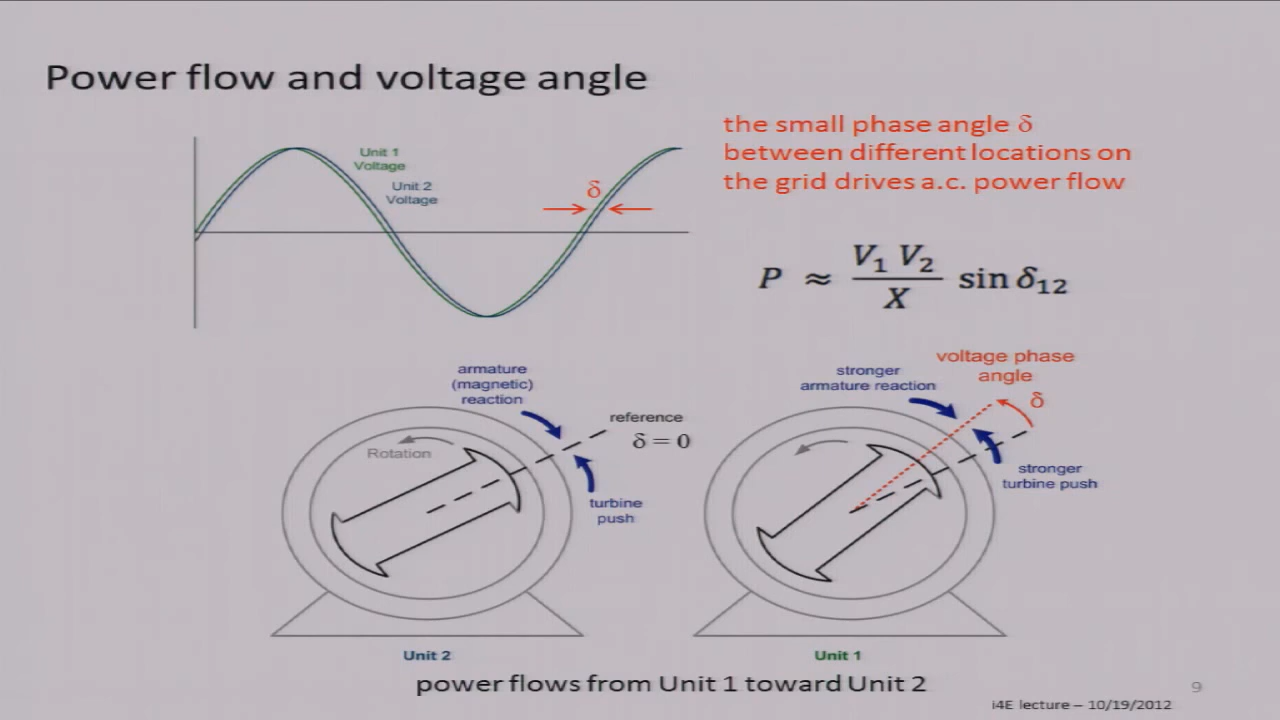 Power flow and voltage angle
Unit 1
Voltage
Unit 2
Voltage
δ
the small phase angle δ
between different locations on
the grid drives a.c. power flow
P ≈ V₁ V₂ / X sin δ₁₂
armature
(magnetic)
reaction
reference
δ = 0
Rotation
turbine
push
Unit 2
stronger
armature reaction
voltage phase
angle
δ
stronger
turbine push
Unit 1
power flows from Unit 1 toward Unit 2
9
i4E lecture – 10/19/2012